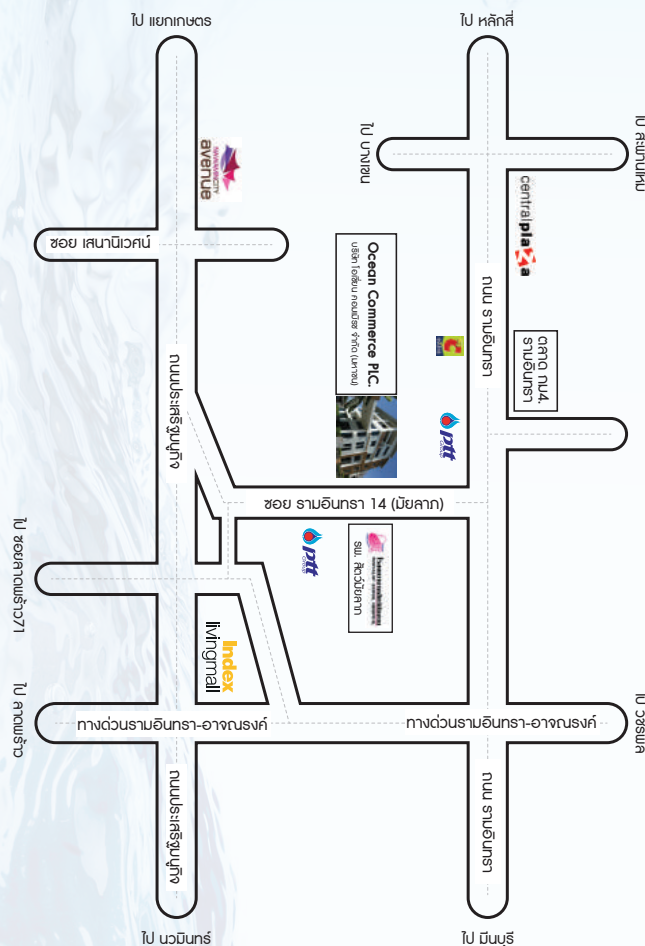 ไป แยกเกษตร
ไป หลักสี่
ไป สะพานใหม่
ไป บางเขน
NAWAMINCITY
avenue
centralplaza
ซอย เสนานิเวศน์
Ocean Commerce PLC.
บริษัท โอเชี่ยน คอมเมิรช จำกัด (มหาชน)
ถนน รามอินทรา
ตลาด กม4.
รามอินทรา
ถนนประเสริฐมนูกิจ
ptt
ซอย รามอินทรา 14 (มัยลาภ)
ptt
รพ. สัตว์มัยลาภ
ไป ซอยลาดพร้าว71
Index
livingmall
ไป ลาดพร้าว
ทางด่วนรามอินทรา-อาจณรงค์
ทางด่วนรามอินทรา-อาจณรงค์
ไป วัชรพล
ถนนประเสริฐมนูกิจ
ถนน รามอินทรา
ไป นวมินทร์
ไป มีนบุรี